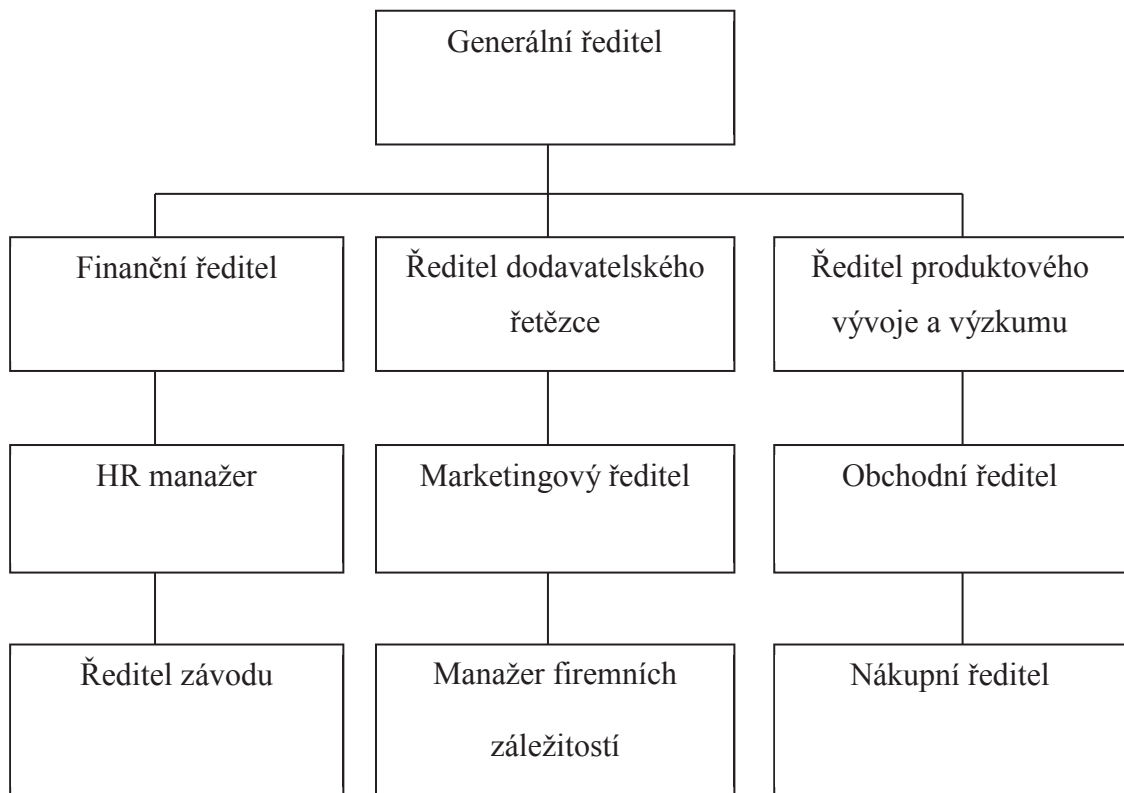 Generální ředitel
Finanční ředitel
Ředitel dodavatelského
řetězce
Ředitel produktového
vývoje a výzkumu
HR manažer
Marketingový ředitel
Obchodní ředitel
Ředitel závodu
Manažer firemních
záležitostí
Nákupní ředitel